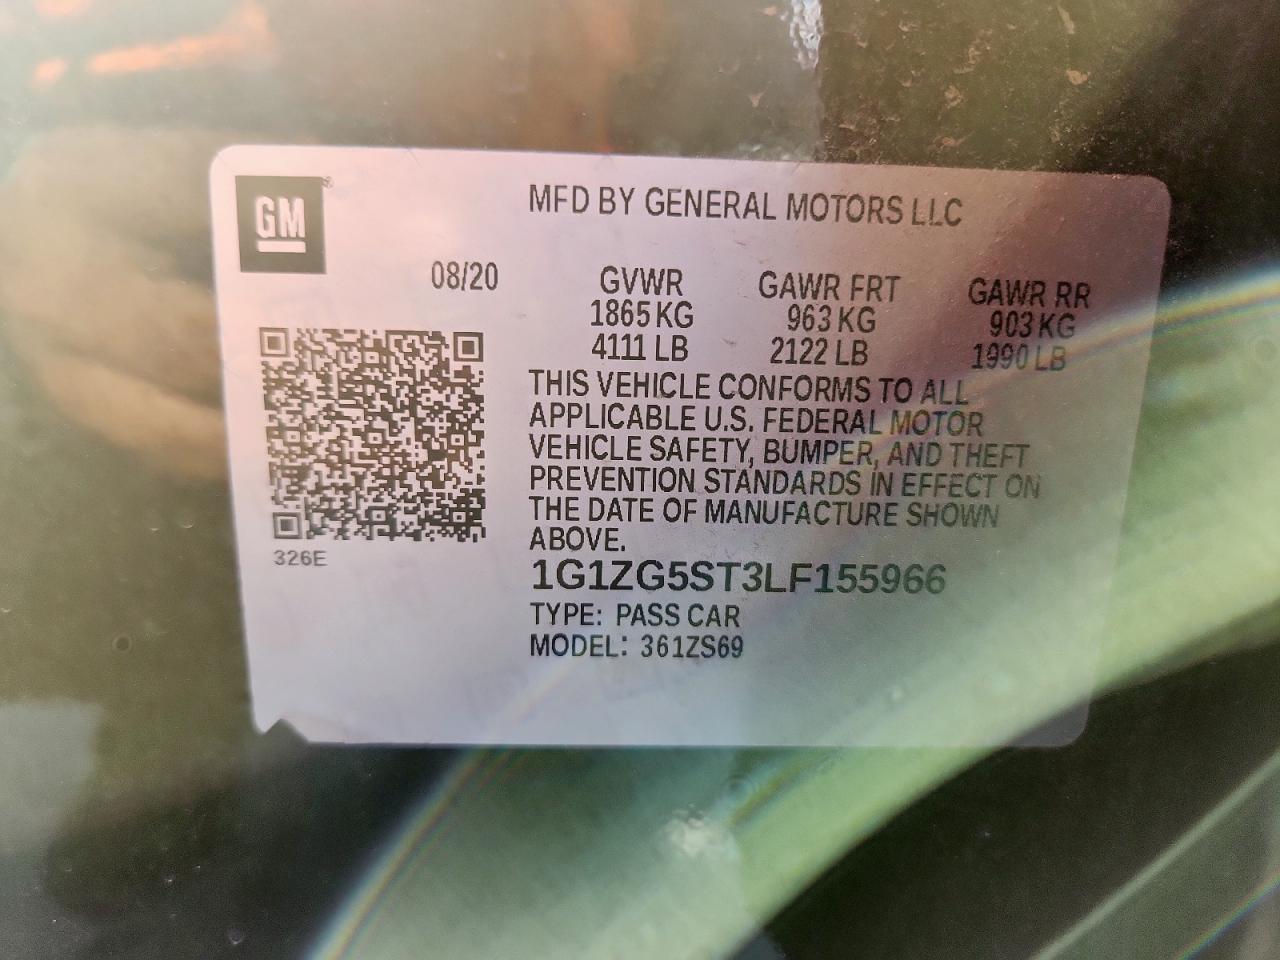 GM
MFD BY GENERAL MOTORS LLC
08/20 GVWR GAWR FRT GAWR RR
1865 KG 963 KG 903 KG
4111 LB 2122 LB 1990 LB
THIS VEHICLE CONFORMS TO ALL
APPLICABLE U.S. FEDERAL MOTOR
VEHICLE SAFETY, BUMPER, AND THEFT
PREVENTION STANDARDS IN EFFECT ON
THE DATE OF MANUFACTURE SHOWN
ABOVE.
326E
1G1ZG5ST3LF155966
TYPE: PASS CAR
MODEL: 361ZS69